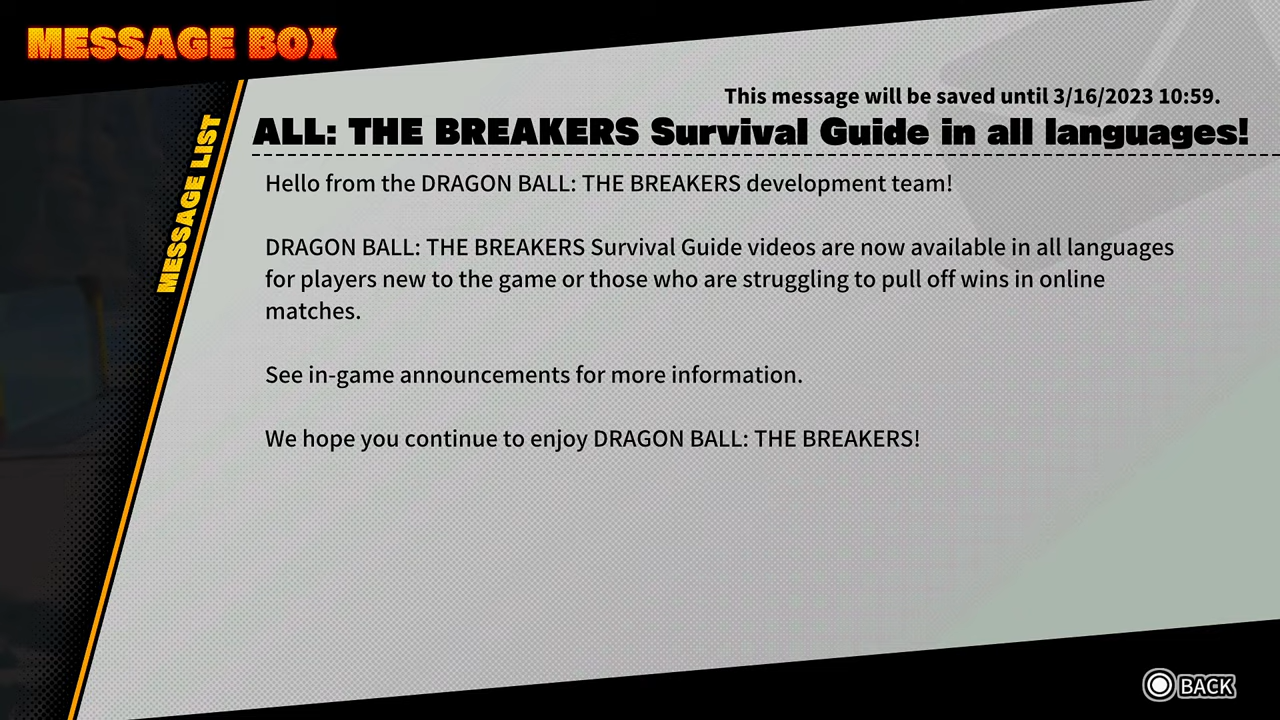 MESSAGE BOX
This message will be saved until 3/16/2023 10:59.
MESSAGE LIST
ALL: THE BREAKERS Survival Guide in all languages!
Hello from the DRAGON BALL: THE BREAKERS development team!
DRAGON BALL: THE BREAKERS Survival Guide videos are now available in all languages
for players new to the game or those who are struggling to pull off wins in online
matches.
See in-game announcements for more information.
We hope you continue to enjoy DRAGON BALL: THE BREAKERS!
BACK